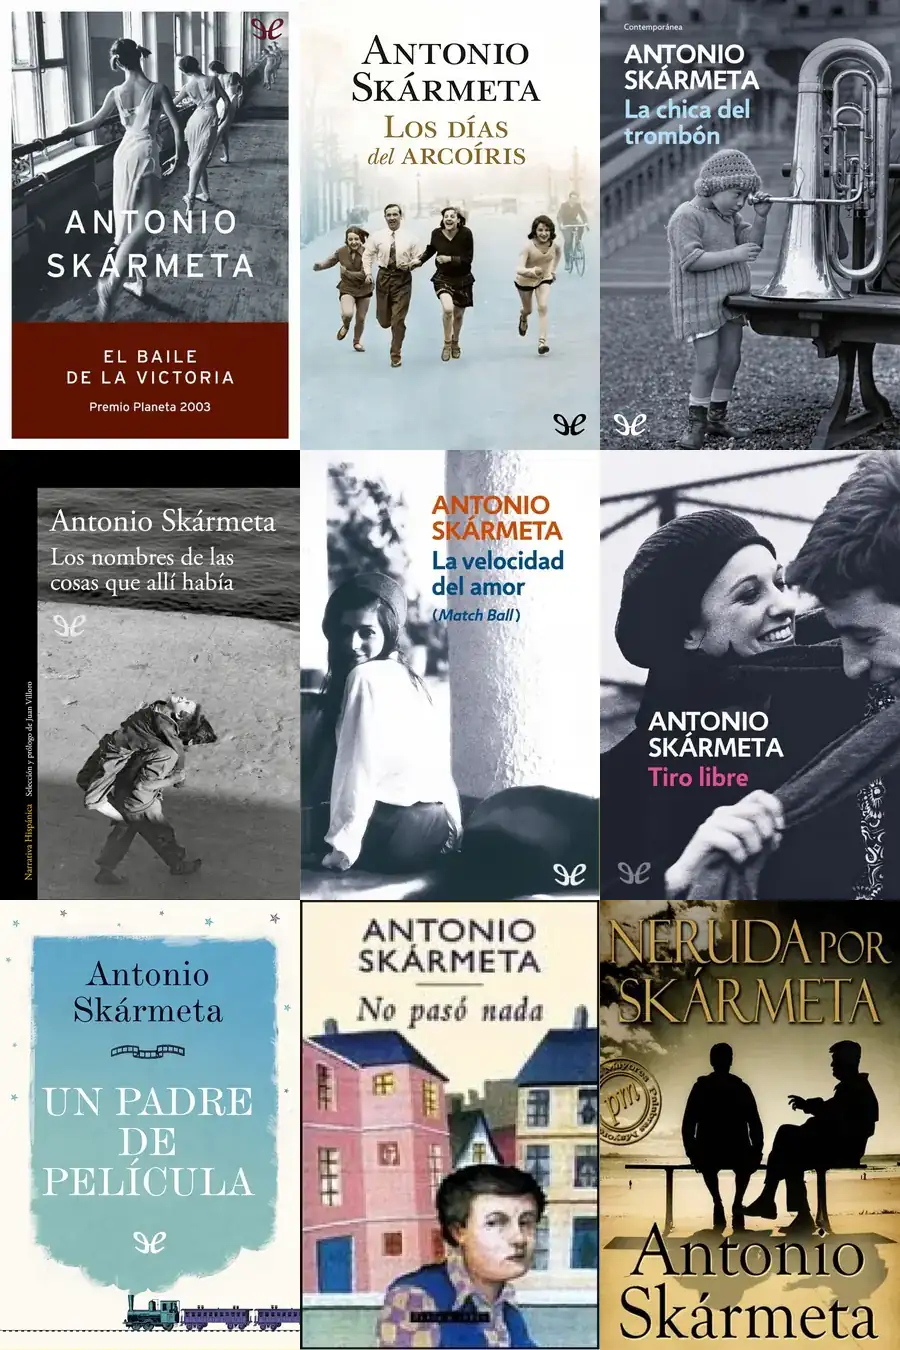 ANTONIO
SKÁRMETA
EL BAILE
DE LA VICTORIA
Premio Planeta 2003
ANTONIO
SKÁRMETA
LOS DÍAS
del ARCOÍRIS
Contemporánea
ANTONIO
SKÁRMETA
La chica del
trombón
Antonio Skármeta
Los nombres de las
cosas que allí había
Narrativa Hispánica Selección y prólogo de Juan Villoro
ANTONIO
SKÁRMETA
La velocidad
del amor
(Match Ball)
ANTONIO
SKÁRMETA
Tiro libre
Antonio
Skármeta
UN PADRE
DE
PELÍCULA
ANTONIO
SKÁRMETA
No pasó nada
NERUDA POR
SKÁRMETA
pm
Antonio
Skármeta